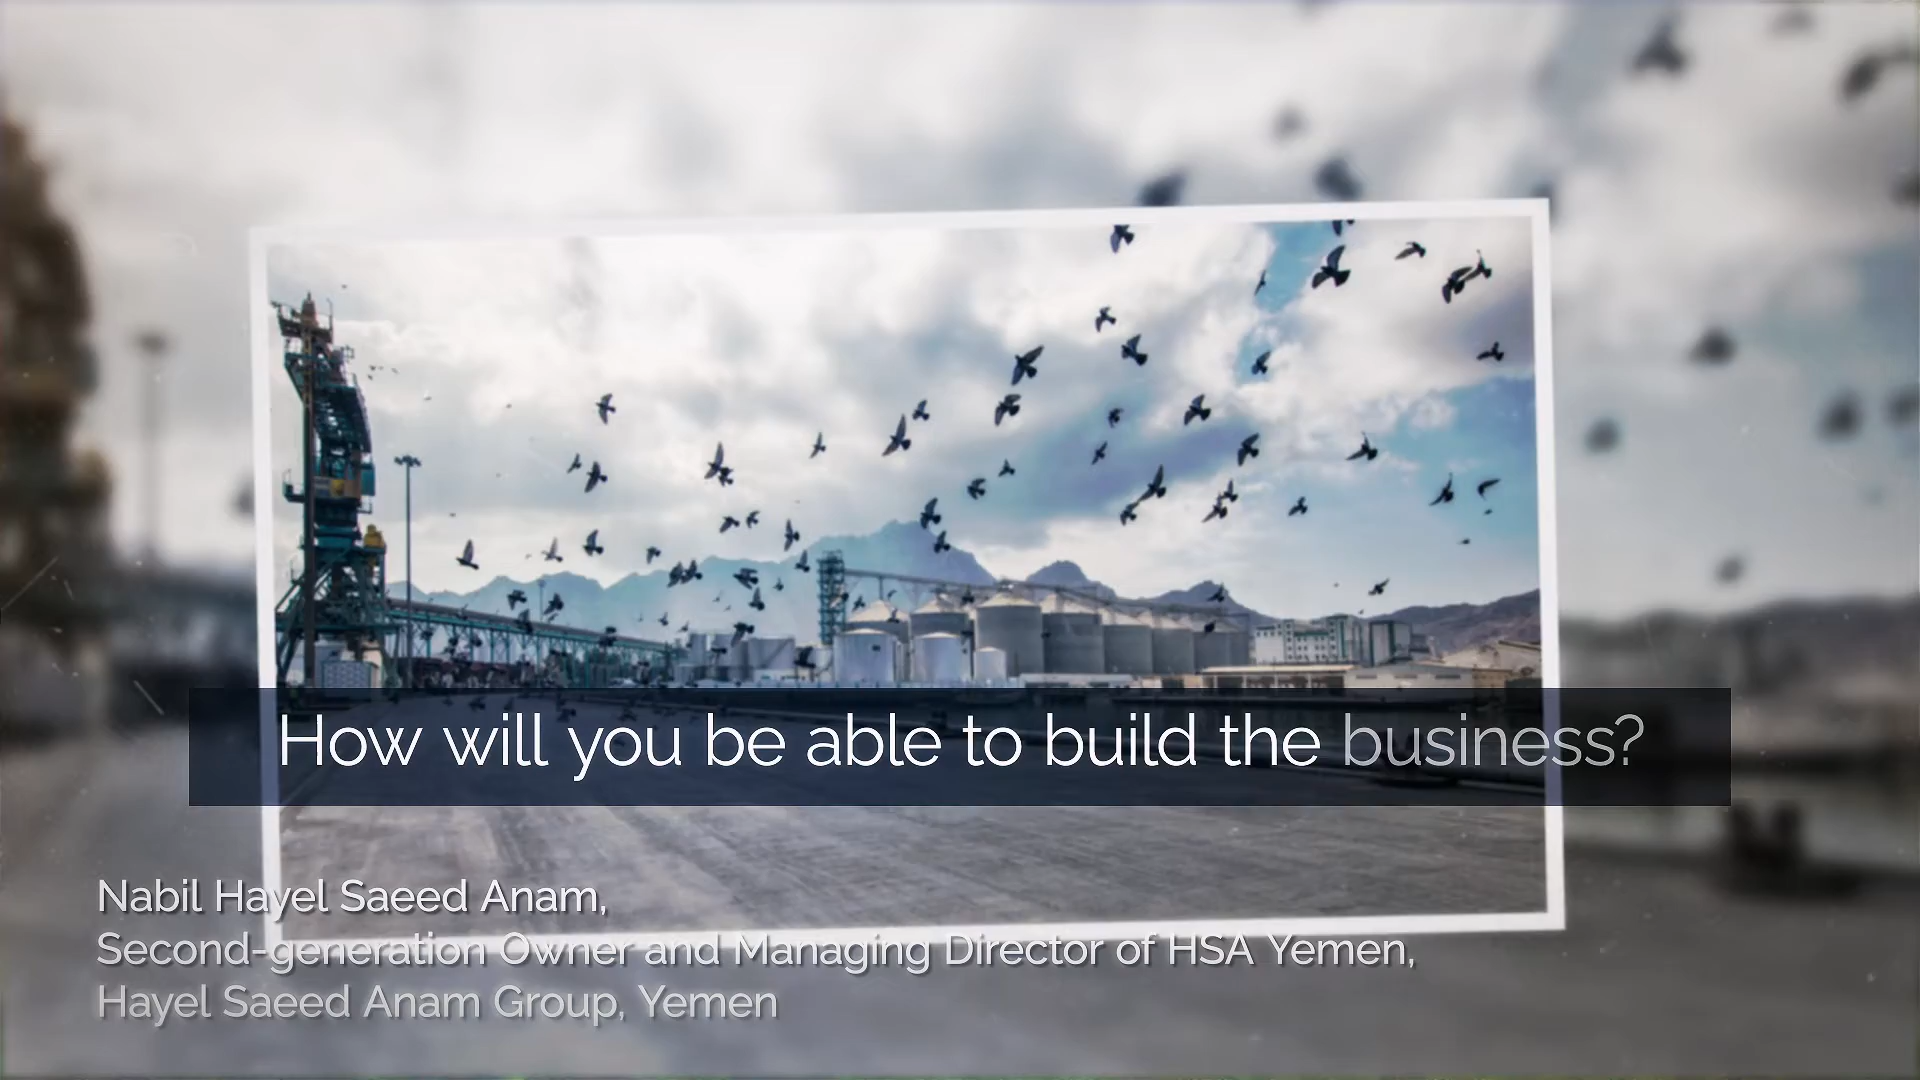 How will you be able to build the business?
Nabil Hayel Saeed Anam,
Second-generation Owner and Managing Director of HSA Yemen,
Hayel Saeed Anam Group, Yemen